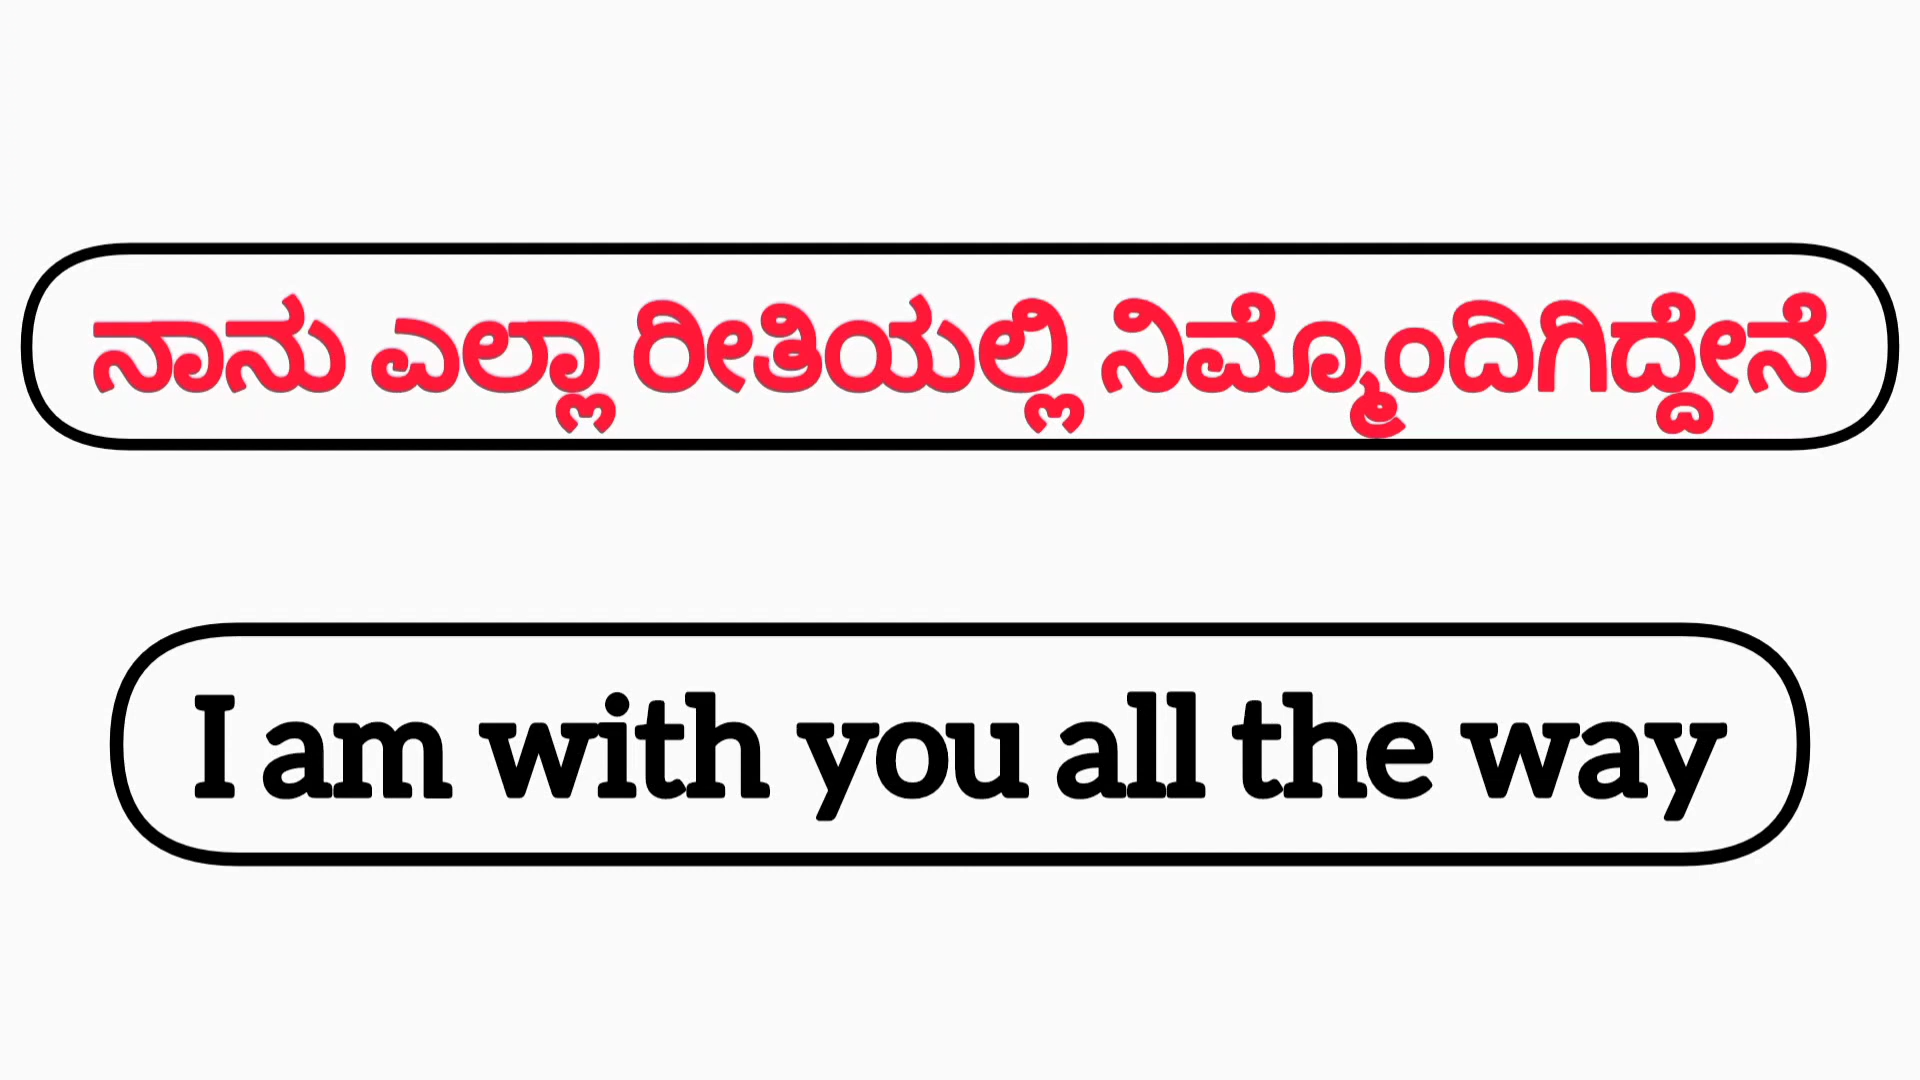 ನಾನು ಎಲ್ಲಾ ರೀತಿಯಲ್ಲಿ ನಿಮ್ಮೊಂದಿಗಿದ್ದೇನೆ
I am with you all the way